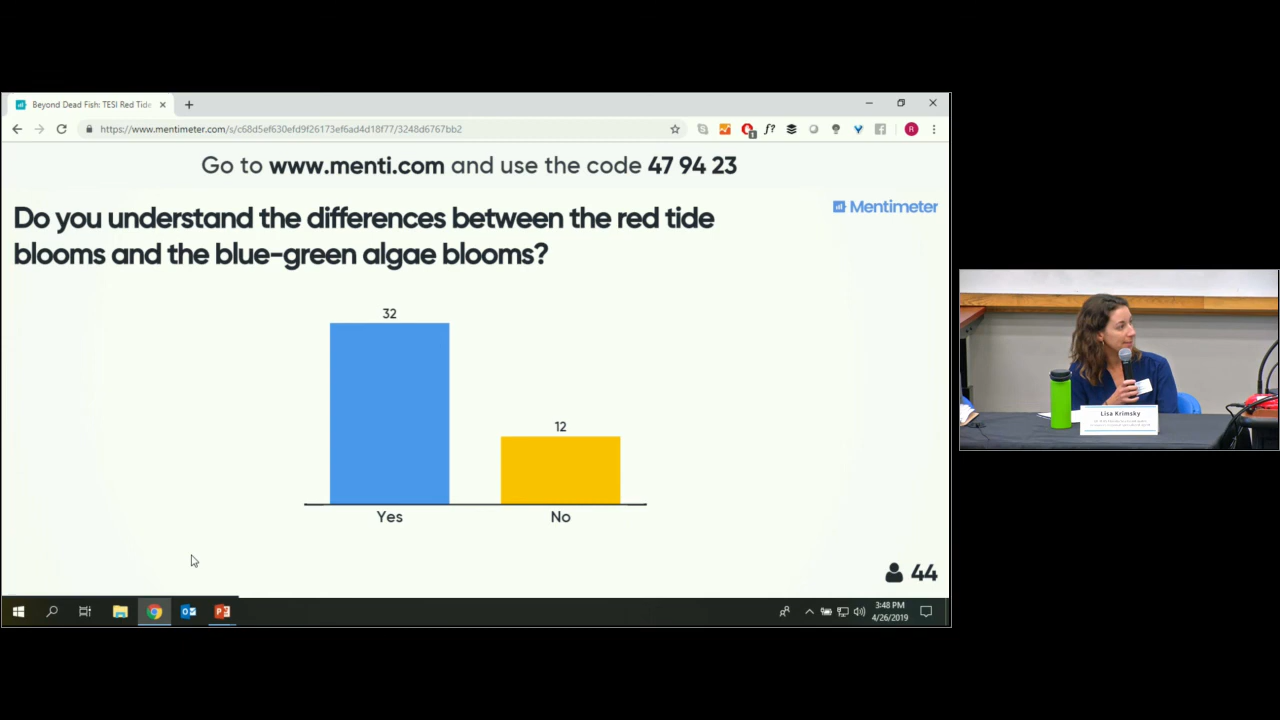 Beyond Dead Fish: TESI Red Tide
https://www.mentimeter.com/s/c68d5ef630efd9f26173ef6ad4d18f77/3248d6767bb2
Go to www.menti.com and use the code 47 94 23
Mentimeter
Do you understand the differences between the red tide
blooms and the blue-green algae blooms?
32
12
Yes
No
44
3:48 PM
4/26/2019
Lisa Krimsky